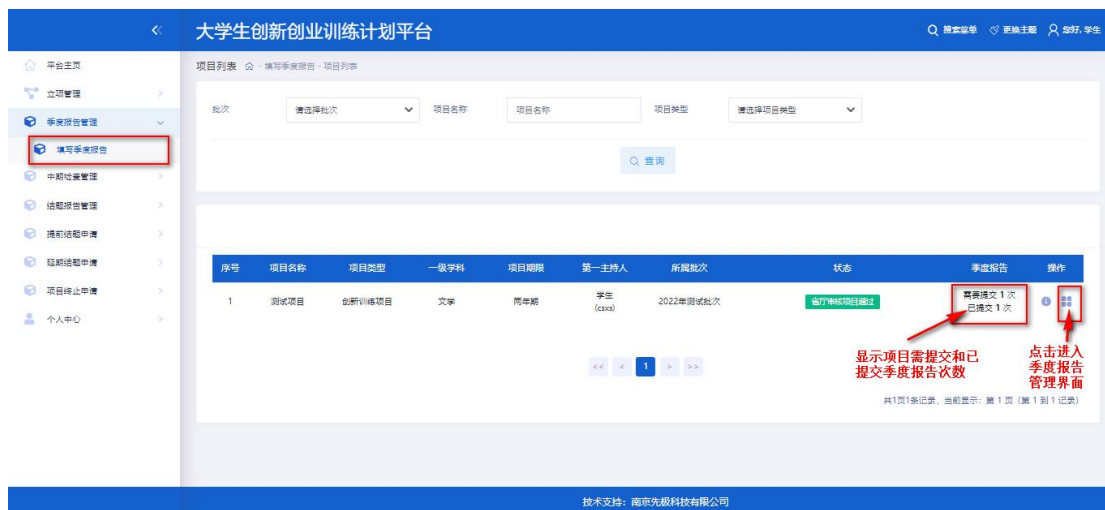 大学生创新创业训练计划平台
搜索菜单 更换主题 您好, 学生
平台主页
立项管理
季度报告管理
填写季度报告
中期检查管理
结题报告管理
提前结题申请
延期结题申请
项目终止申请
个人中心
项目列表 - 填写季度报告 - 项目列表
批次 请选择批次 项目名称 项目名称 项目类型 请选择项目类型
查询
序号 项目名称 项目类型 一级学科 项目期限 第一主持人 所属批次 状态 季度报告 操作
1 测试项目 创新训练项目 文学 两年期 学生 (csxs) 2022年测试批次 省厅审核项目通过 需要提交 1 次 已提交 1 次
<< < 1 > >>
显示项目需提交和已
提交季度报告次数
点击进入
季度报告
管理界面
共1页1条记录, 当前显示: 第 1 页 (第 1 到 1 记录)
技术支持: 南京先极科技有限公司